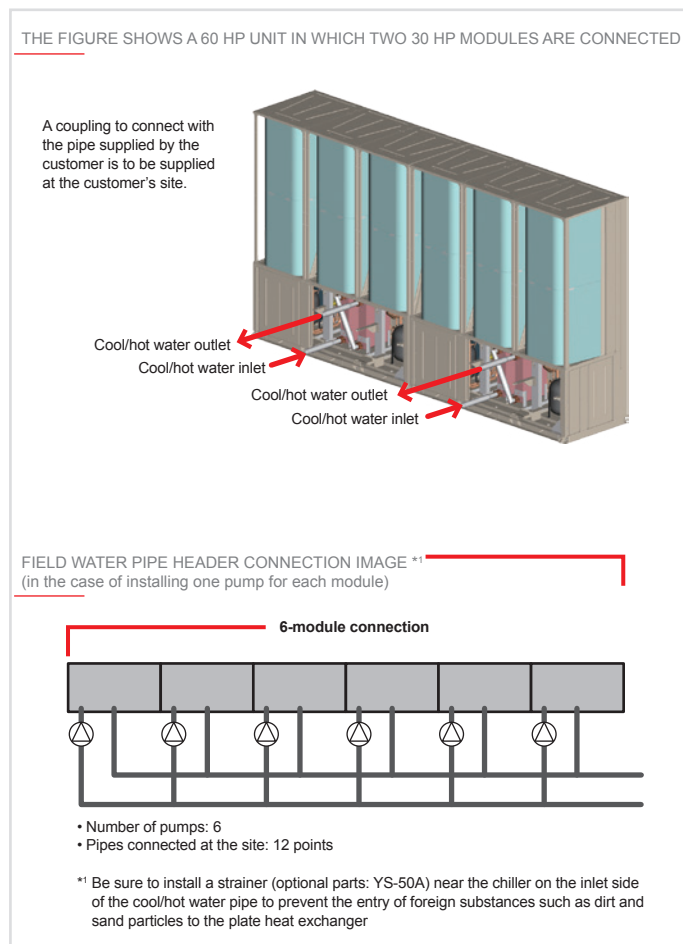 THE FIGURE SHOWS A 60 HP UNIT IN WHICH TWO 30 HP MODULES ARE CONNECTED
A coupling to connect with
the pipe supplied by the
customer is to be supplied
at the customer's site.
Cool/hot water outlet
Cool/hot water inlet
Cool/hot water outlet
Cool/hot water inlet
FIELD WATER PIPE HEADER CONNECTION IMAGE *1
(in the case of installing one pump for each module)
6-module connection
• Number of pumps: 6
• Pipes connected at the site: 12 points
*1 Be sure to install a strainer (optional parts: YS-50A) near the chiller on the inlet side
of the cool/hot water pipe to prevent the entry of foreign substances such as dirt and
sand particles to the plate heat exchanger